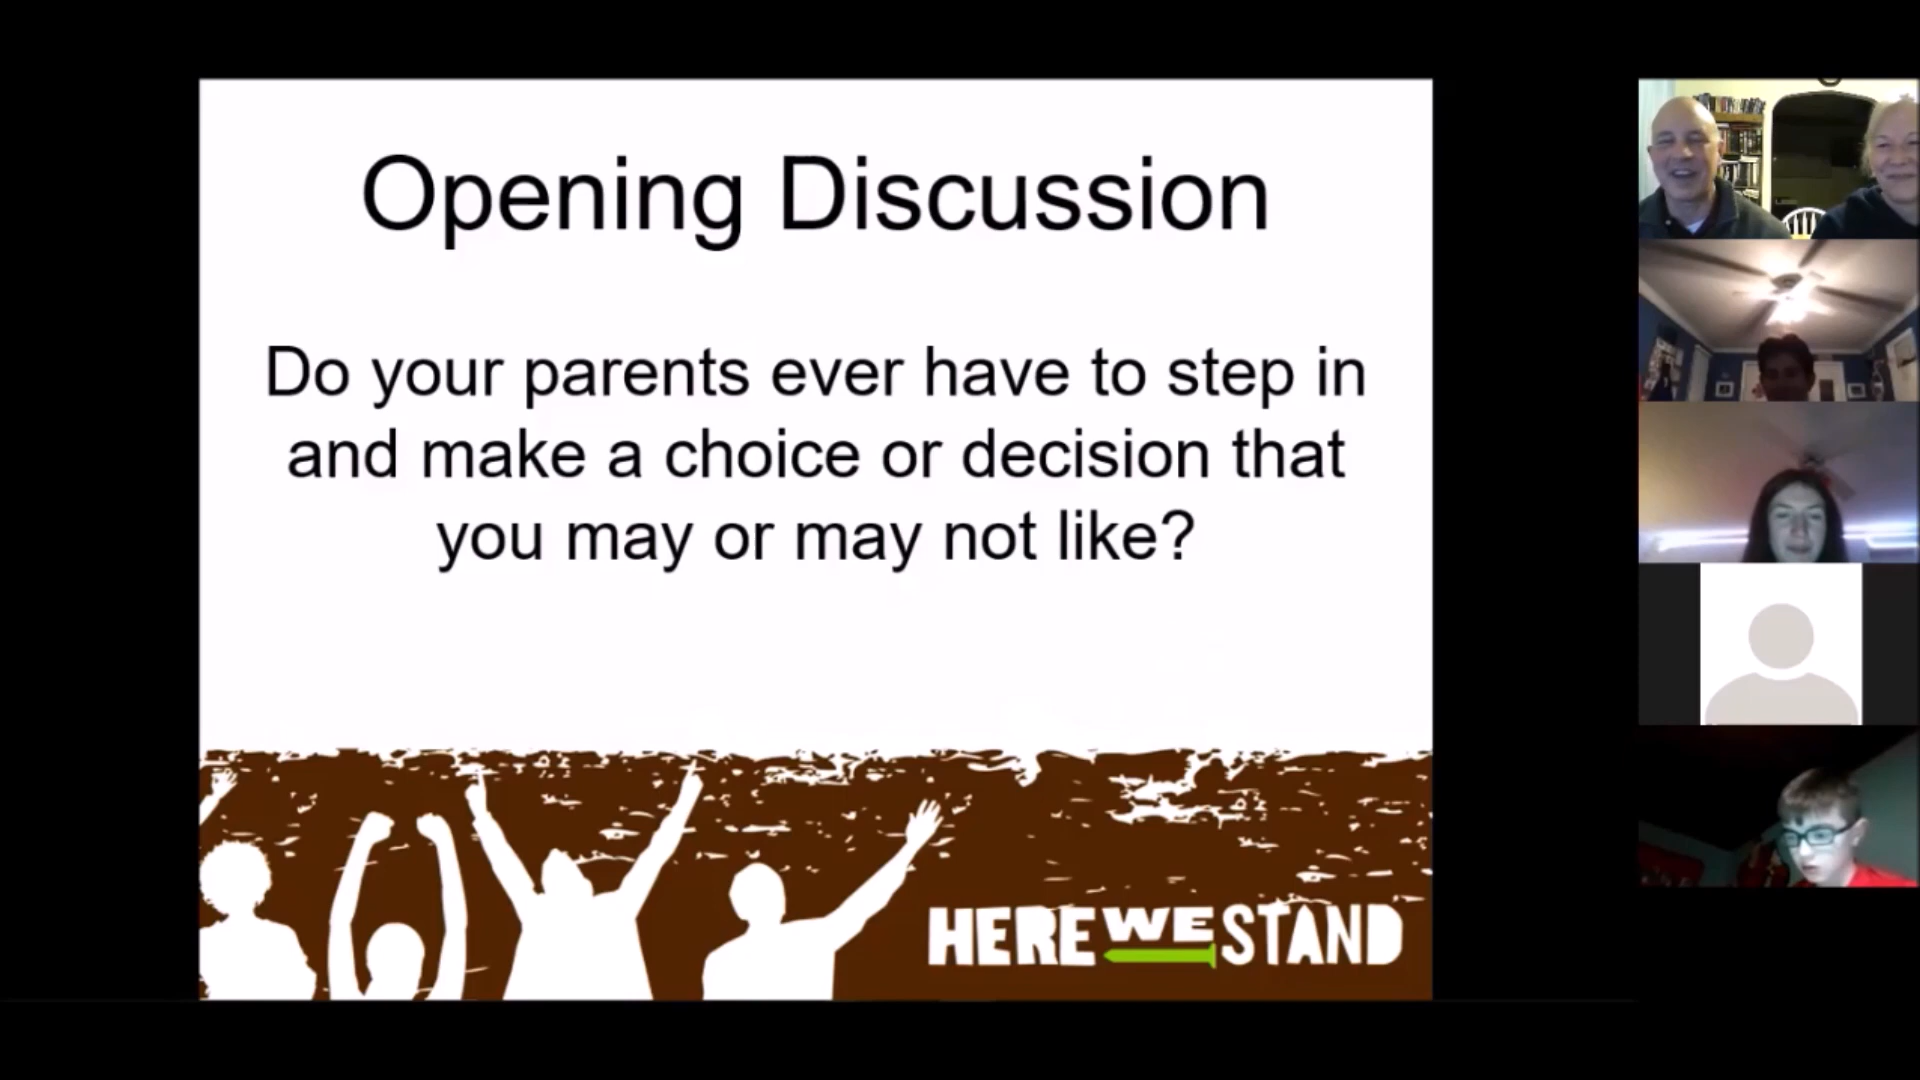 Opening Discussion
Do your parents ever have to step in
and make a choice or decision that
you may or may not like?
HERE WE STAND